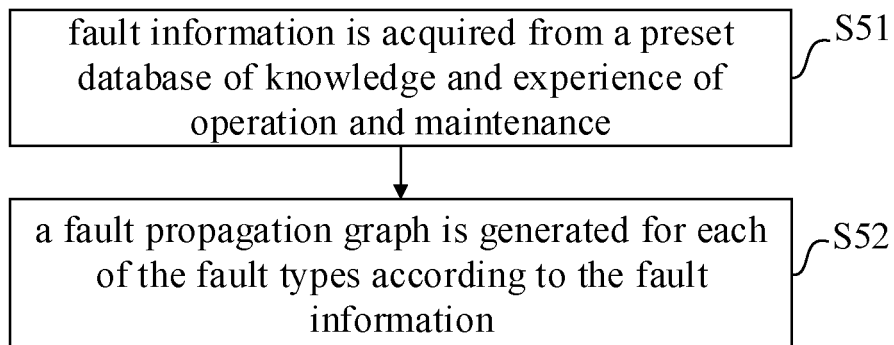 fault information is acquired from a preset
database of knowledge and experience of
operation and maintenance
S51
a fault propagation graph is generated for each
of the fault types according to the fault
information
S52